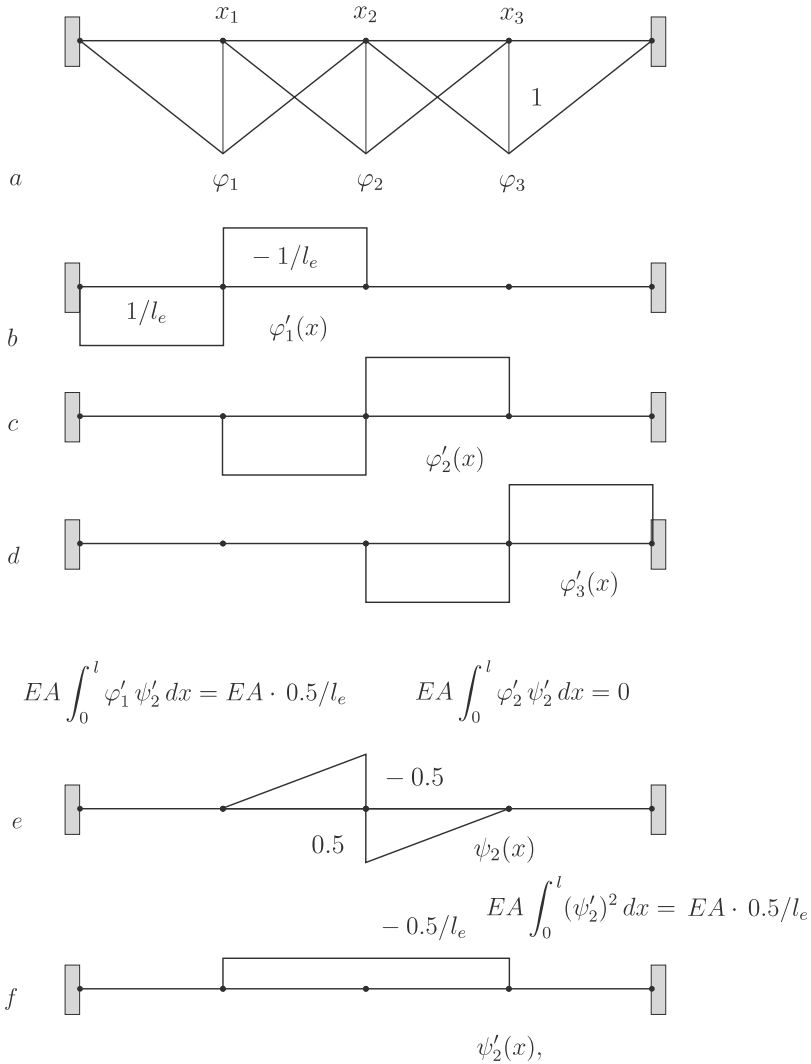 x₁ x₂ x₃
1
a φ₁ φ₂ φ₃
− 1/lₑ
1/lₑ
b φ′₁(x)
c
φ′₂(x)
d
φ′₃(x)
EA ∫₀ˡ φ′₁ ψ′₂ dx = EA · 0.5/lₑ EA ∫₀ˡ φ′₂ ψ′₂ dx = 0
− 0.5
e
0.5 ψ₂(x)
− 0.5/lₑ EA ∫₀ˡ (ψ′₂)² dx = EA · 0.5/lₑ
f
ψ′₂(x),